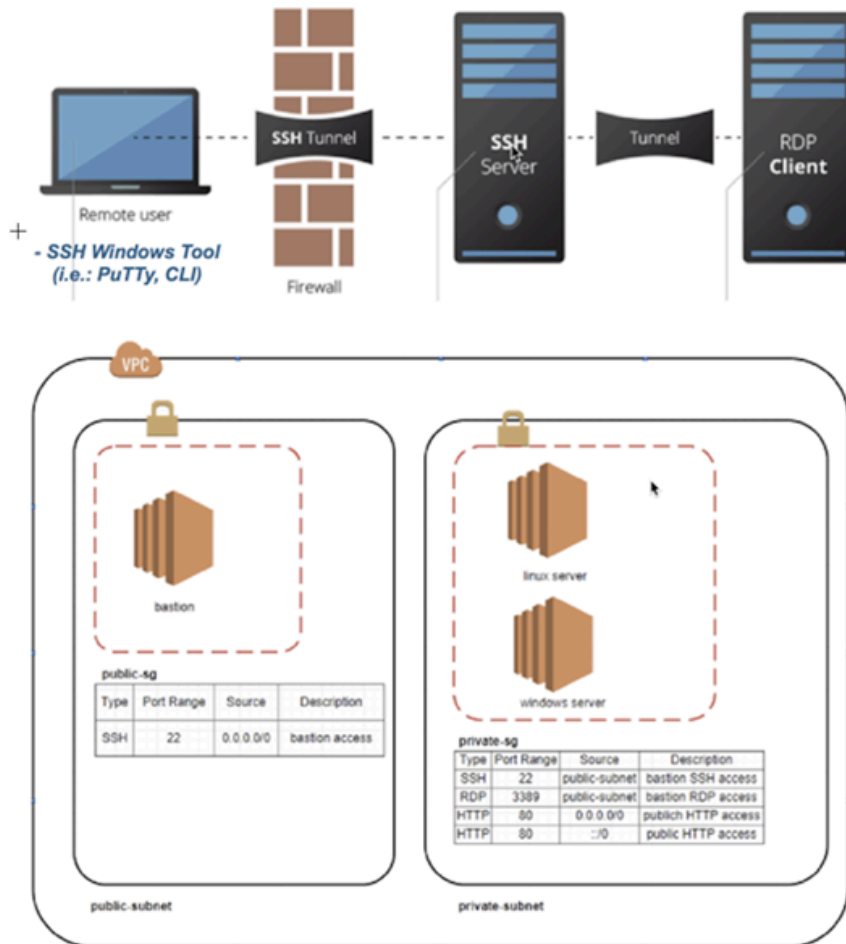 SSH Tunnel
SSH
Server
Tunnel
RDP
Client
Remote user
- SSH Windows Tool
(i.e.: PuTTy, CLI)
Firewall
VPC
bastion
linux server
windows server
public-sg
Type Port Range Source Description
SSH 22 0.0.0.0/0 bastion access
private-sg
Type Port Range Source Description
SSH 22 public-subnet bastion SSH access
RDP 3389 public-subnet bastion RDP access
HTTP 80 0.0.0.0/0 publich HTTP access
HTTP 80 ::/0 public HTTP access
public-subnet
private-subnet